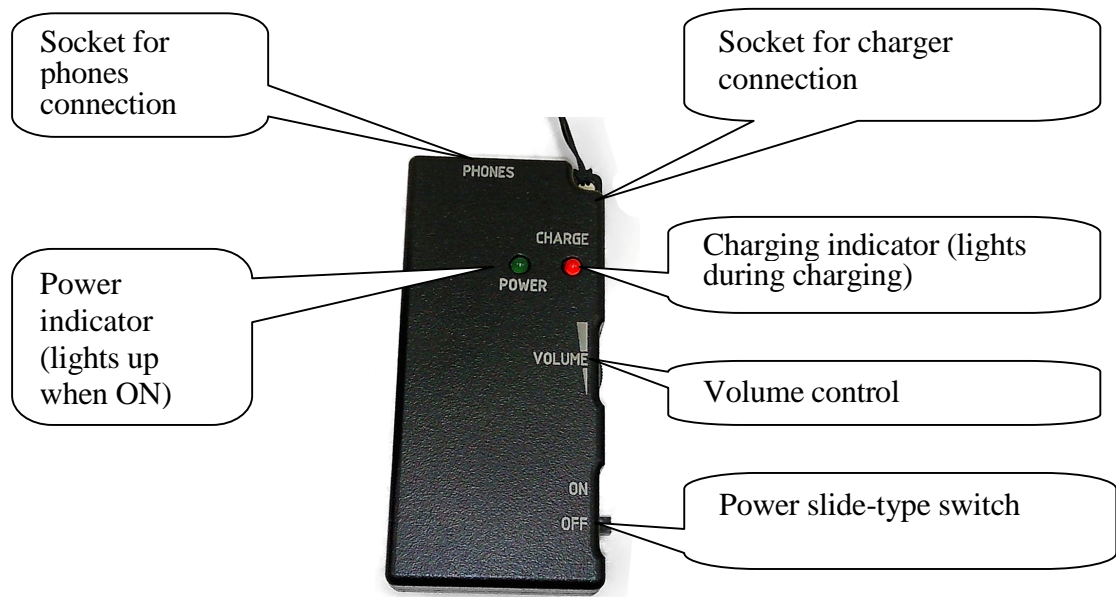 Socket for
phones
connection
Socket for charger
connection
PHONES
CHARGE
POWER
Charging indicator (lights
during charging)
Power
indicator
(lights up
when ON)
VOLUME
Volume control
ON
OFF
Power slide-type switch